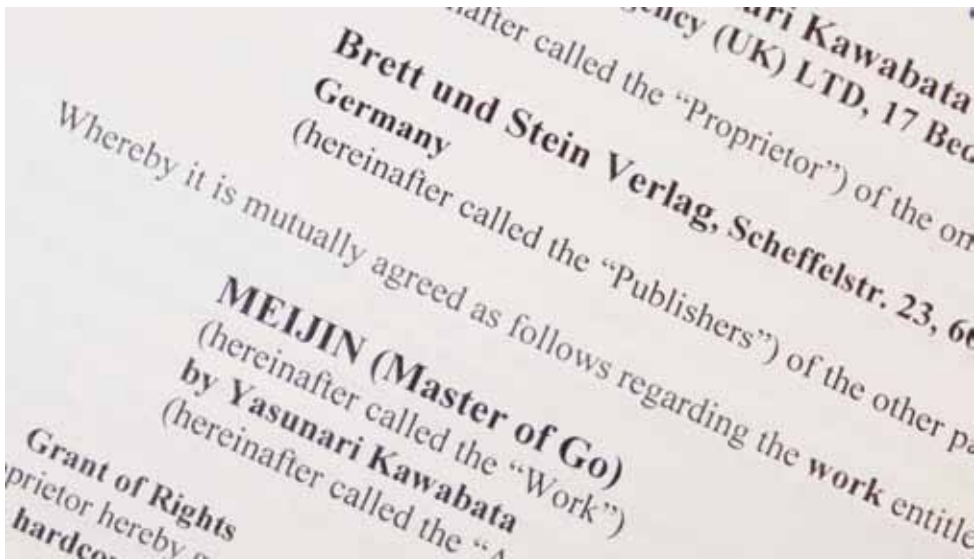 Kawabata
(UK) LTD, 17
called the “Proprietor”) of the
Brett und Stein Verlag, Scheffelstr. 23,
Germany
(hereinafter called the “Publishers”) of the other
Whereby it is mutually agreed as follows regarding the work
MEIJIN (Master of Go)
(hereinafter called the “Work”)
by Yasunari Kawabata
(hereinafter called the
Grant of Rights
hereby